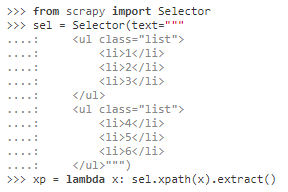 >>> from scrapy import Selector
>>> sel = Selector(text="""
....:     <ul class="list">
....:         <li>1</li>
....:         <li>2</li>
....:         <li>3</li>
....:     </ul>
....:     <ul class="list">
....:         <li>4</li>
....:         <li>5</li>
....:         <li>6</li>
....:     </ul>""")
>>> xp = lambda x: sel.xpath(x).extract()